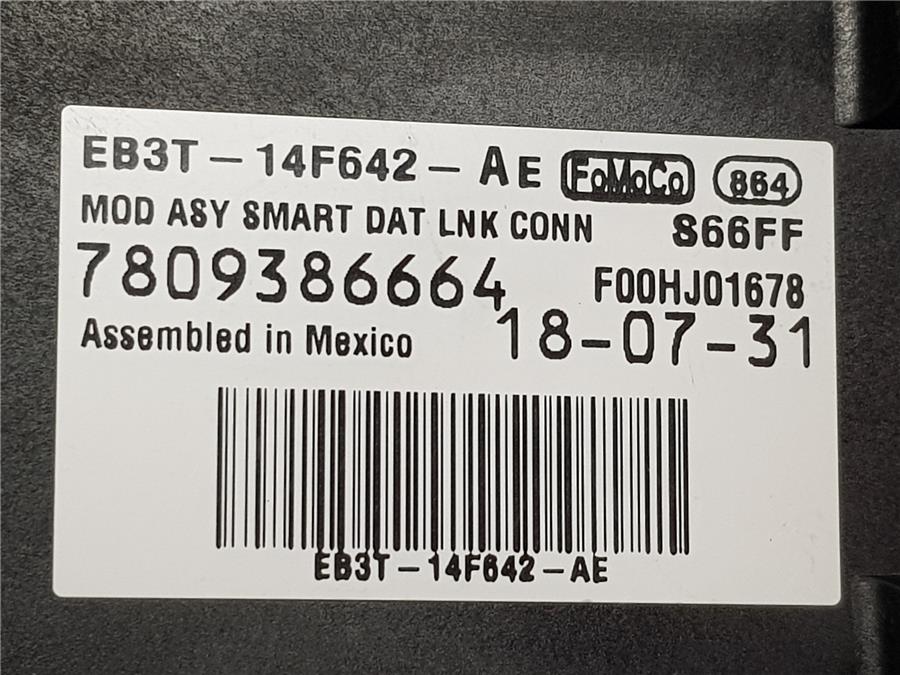 EB3T-14F642-AE FoMoCo 864
MOD ASY SMART DAT LNK CONN S66FF
7809386664 F00HJ01678
Assembled in Mexico 18-07-31
EB3T-14F642-AE